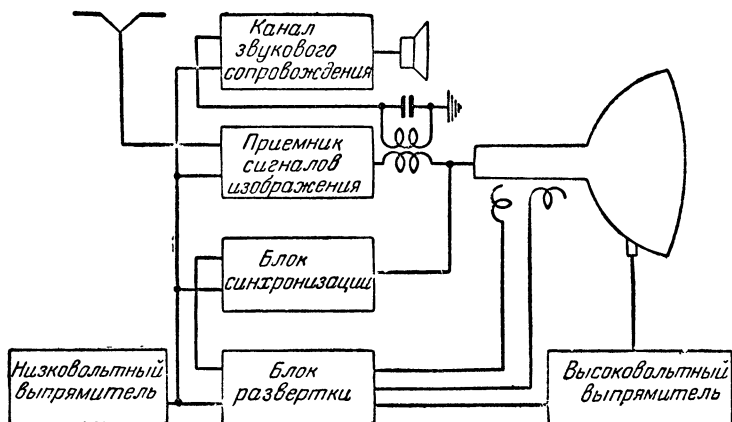 Канал
звукового
сопровождения
Приемник
сигналов
изображения
Блок
синхронизации
Низковольтный
выпрямитель
Блок
развертки
Высоковольтный
выпрямитель